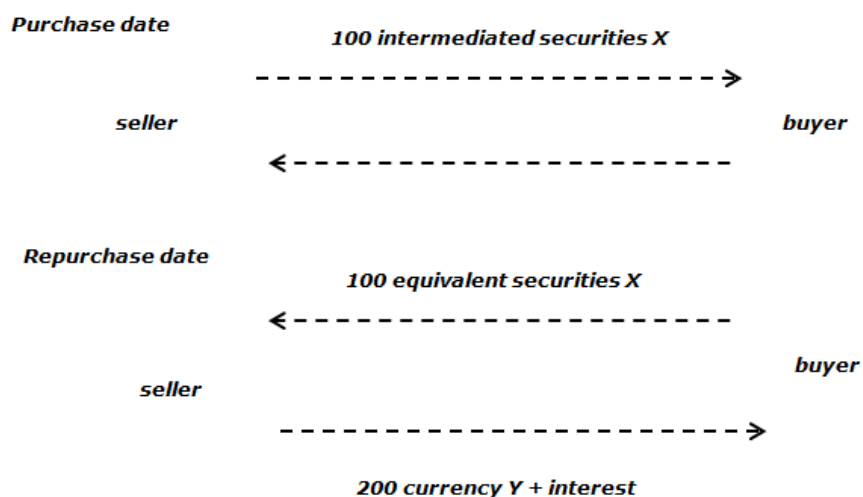 Purchase date
100 intermediated securities X
seller
buyer
Repurchase date
100 equivalent securities X
buyer
seller
200 currency Y + interest